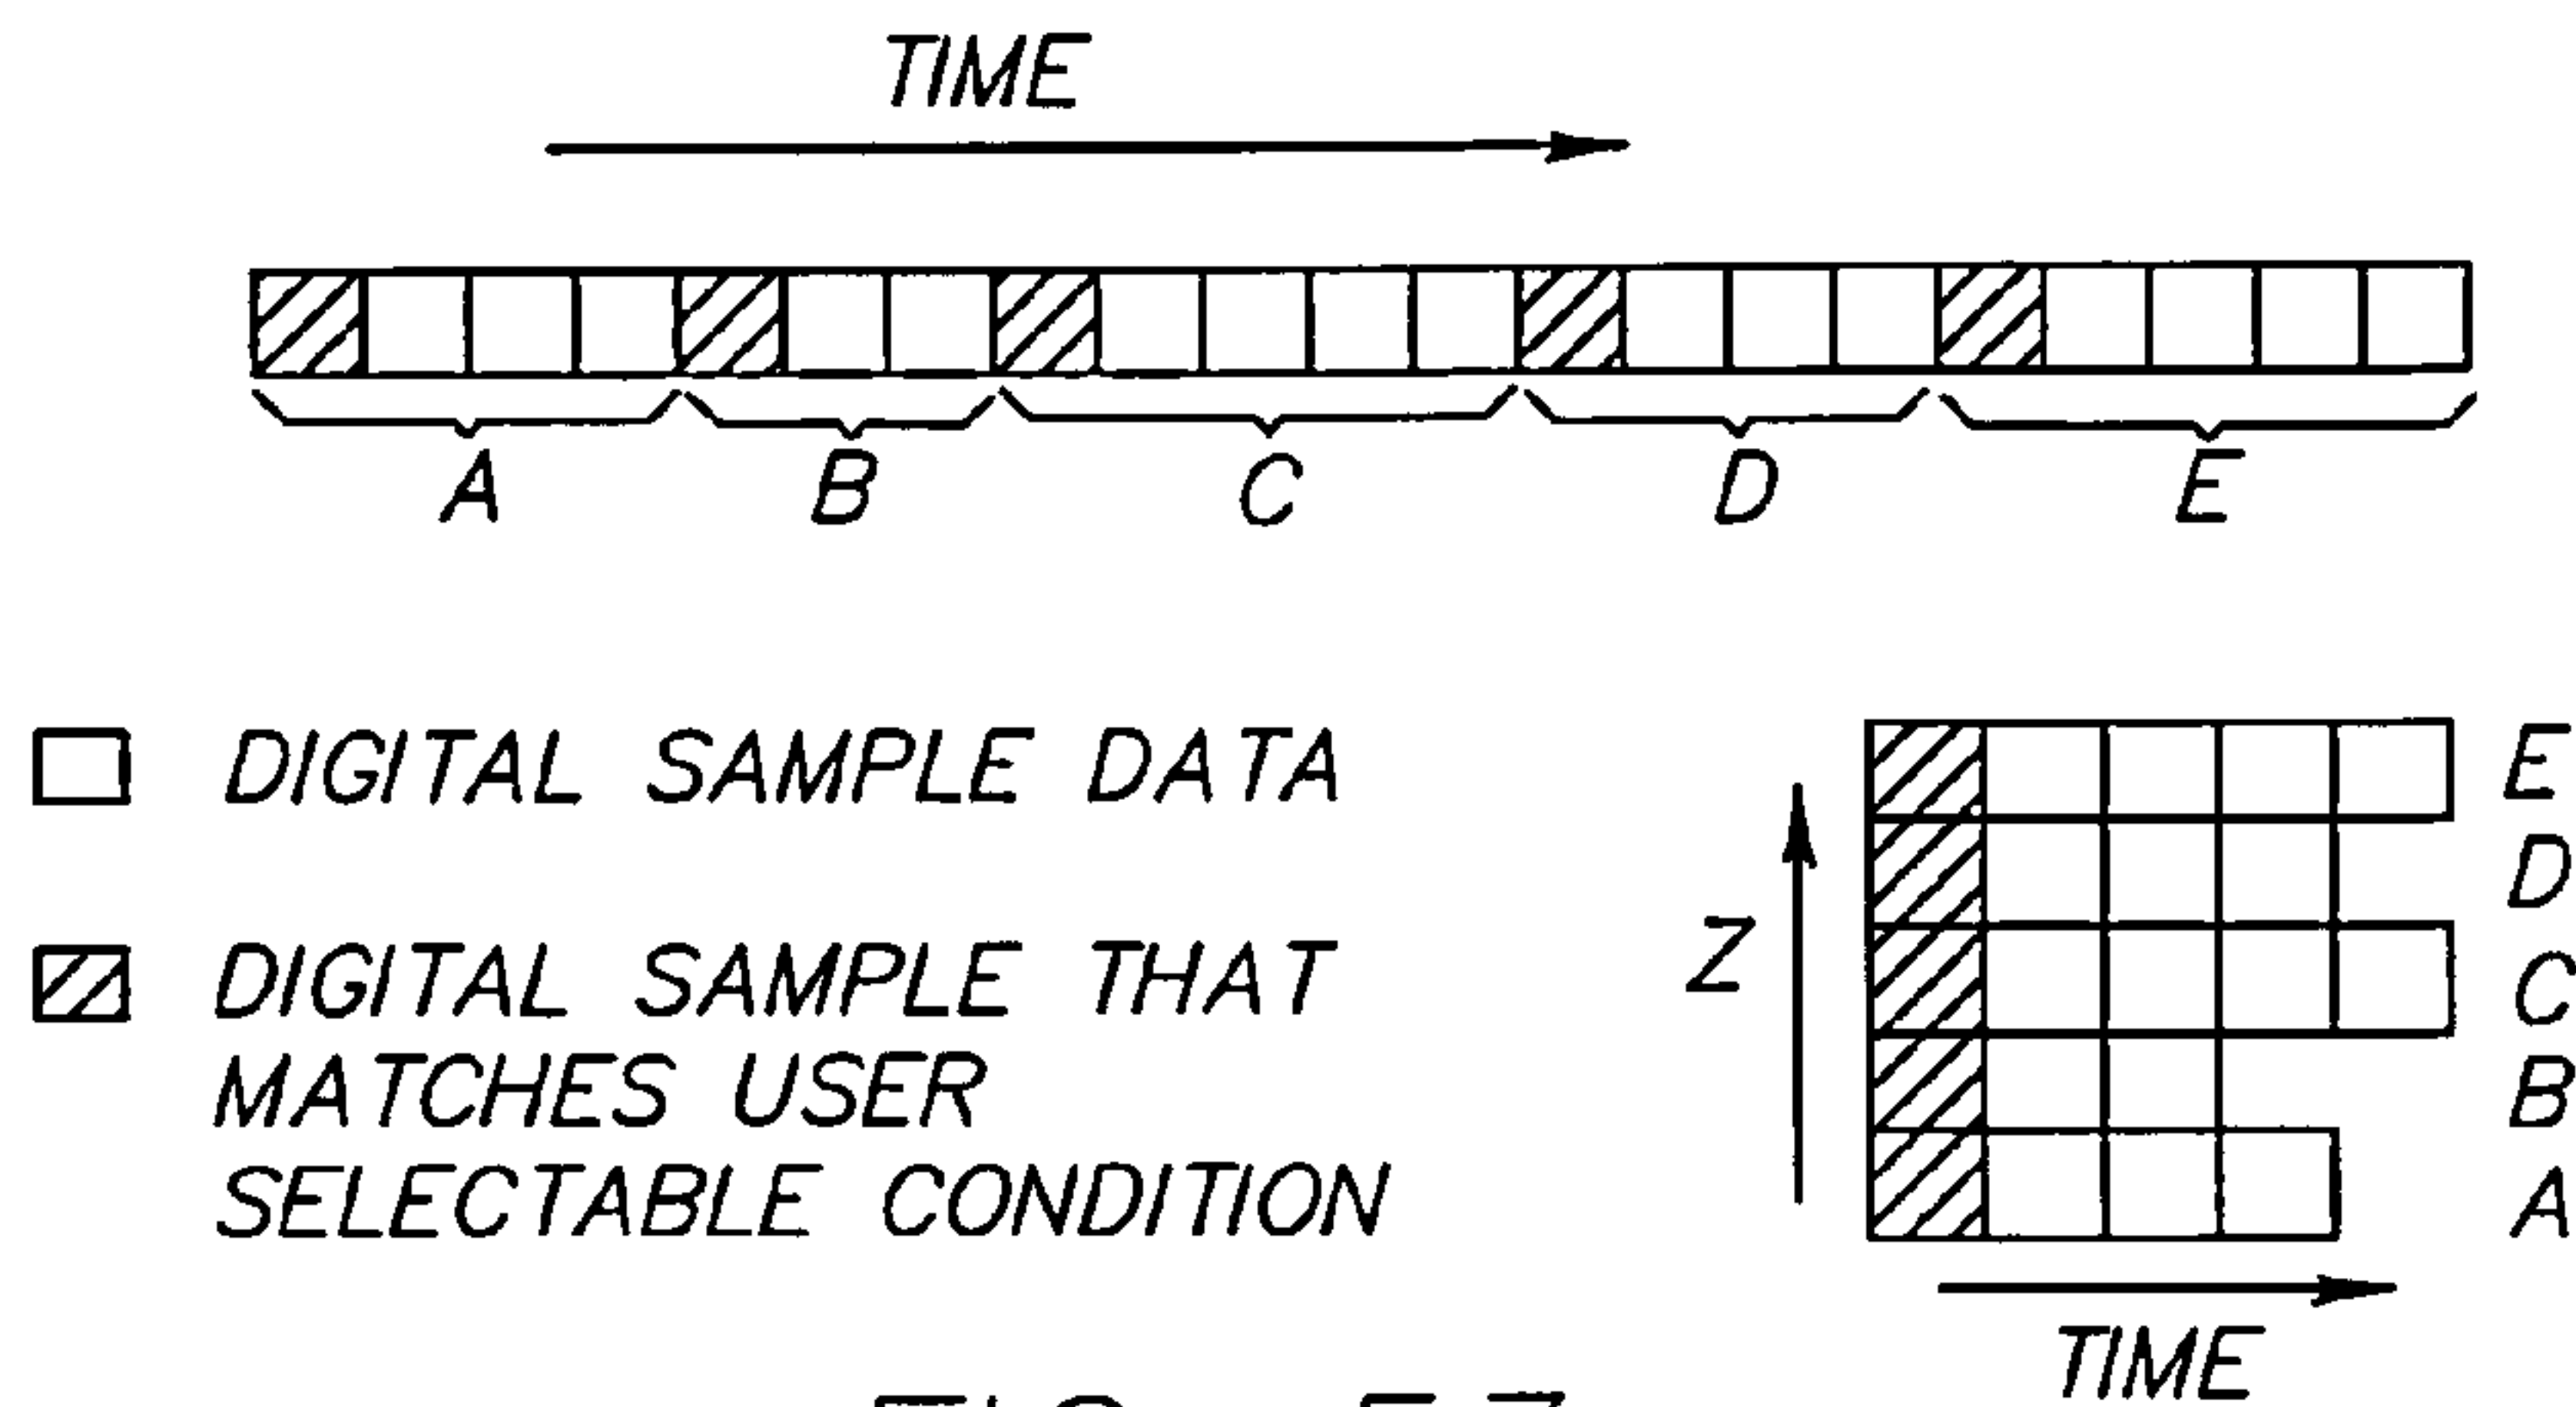 TIME
A B C D E
DIGITAL SAMPLE DATA
DIGITAL SAMPLE THAT
MATCHES USER
SELECTABLE CONDITION
Z
E
D
C
B
A
TIME